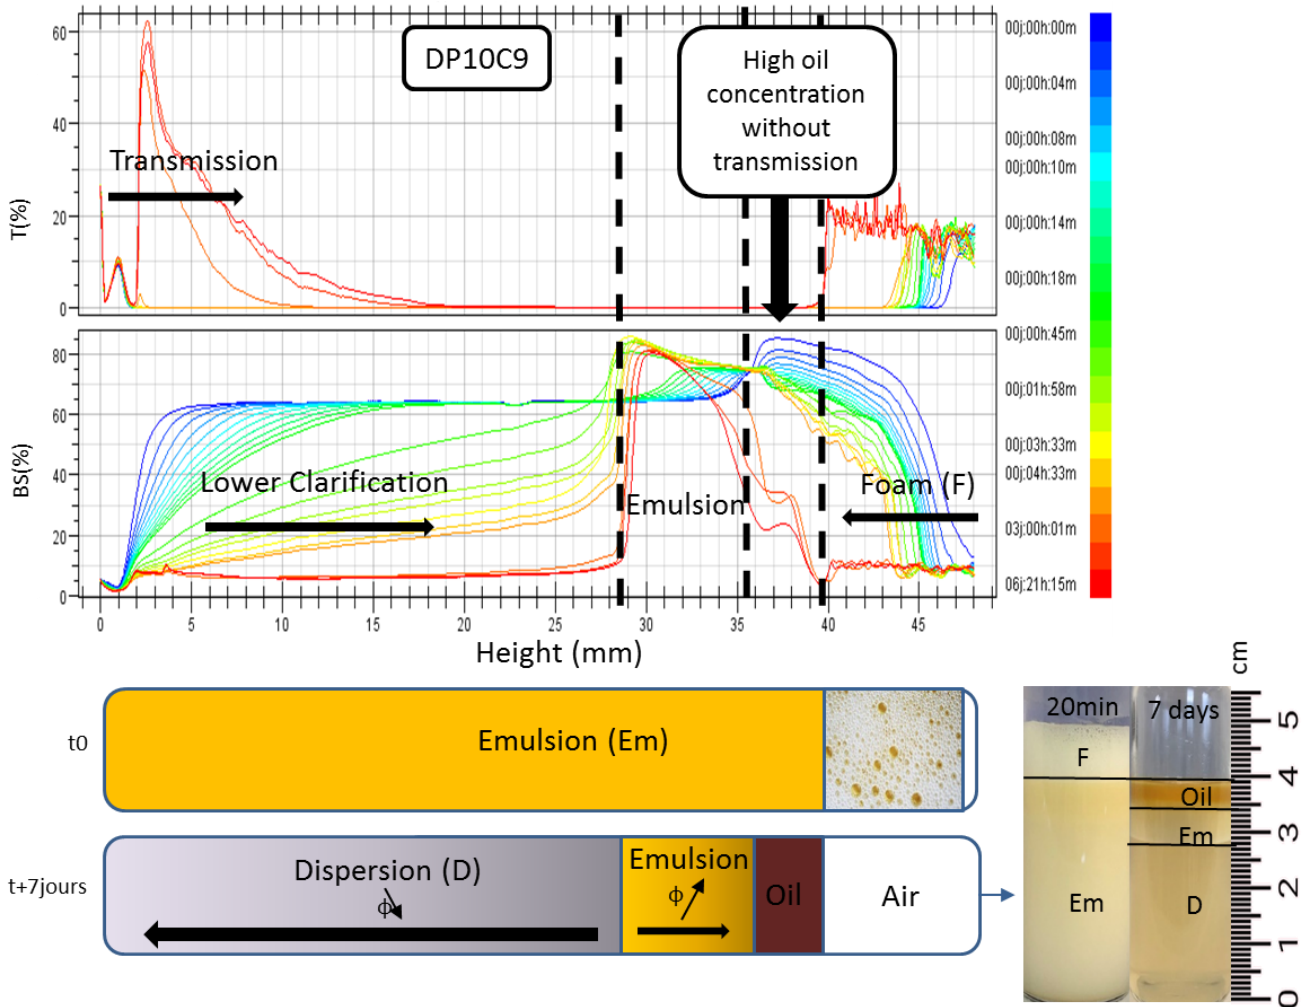 60
40
20
0
T(%)
DP10C9
High oil
concentration
without
transmission
Transmission
00j:00h:00m
00j:00h:04m
00j:00h:08m
00j:00h:10m
00j:00h:14m
00j:00h:18m
00j:00h:45m
00j:01h:58m
00j:03h:33m
00j:04h:33m
03j:00h:01m
06j:21h:15m
80
60
40
20
0
BS(%)
Lower Clarification
Emulsion
Foam (F)
0 5 10 15 20 25 30 35 40 45
Height (mm)
t0
Emulsion (Em)
t+7jours
Dispersion (D)
ϕ
Emulsion
ϕ
Oil
Air
20min
F
Em
7 days
Oil
Em
D
cm
5
4
3
2
1
0